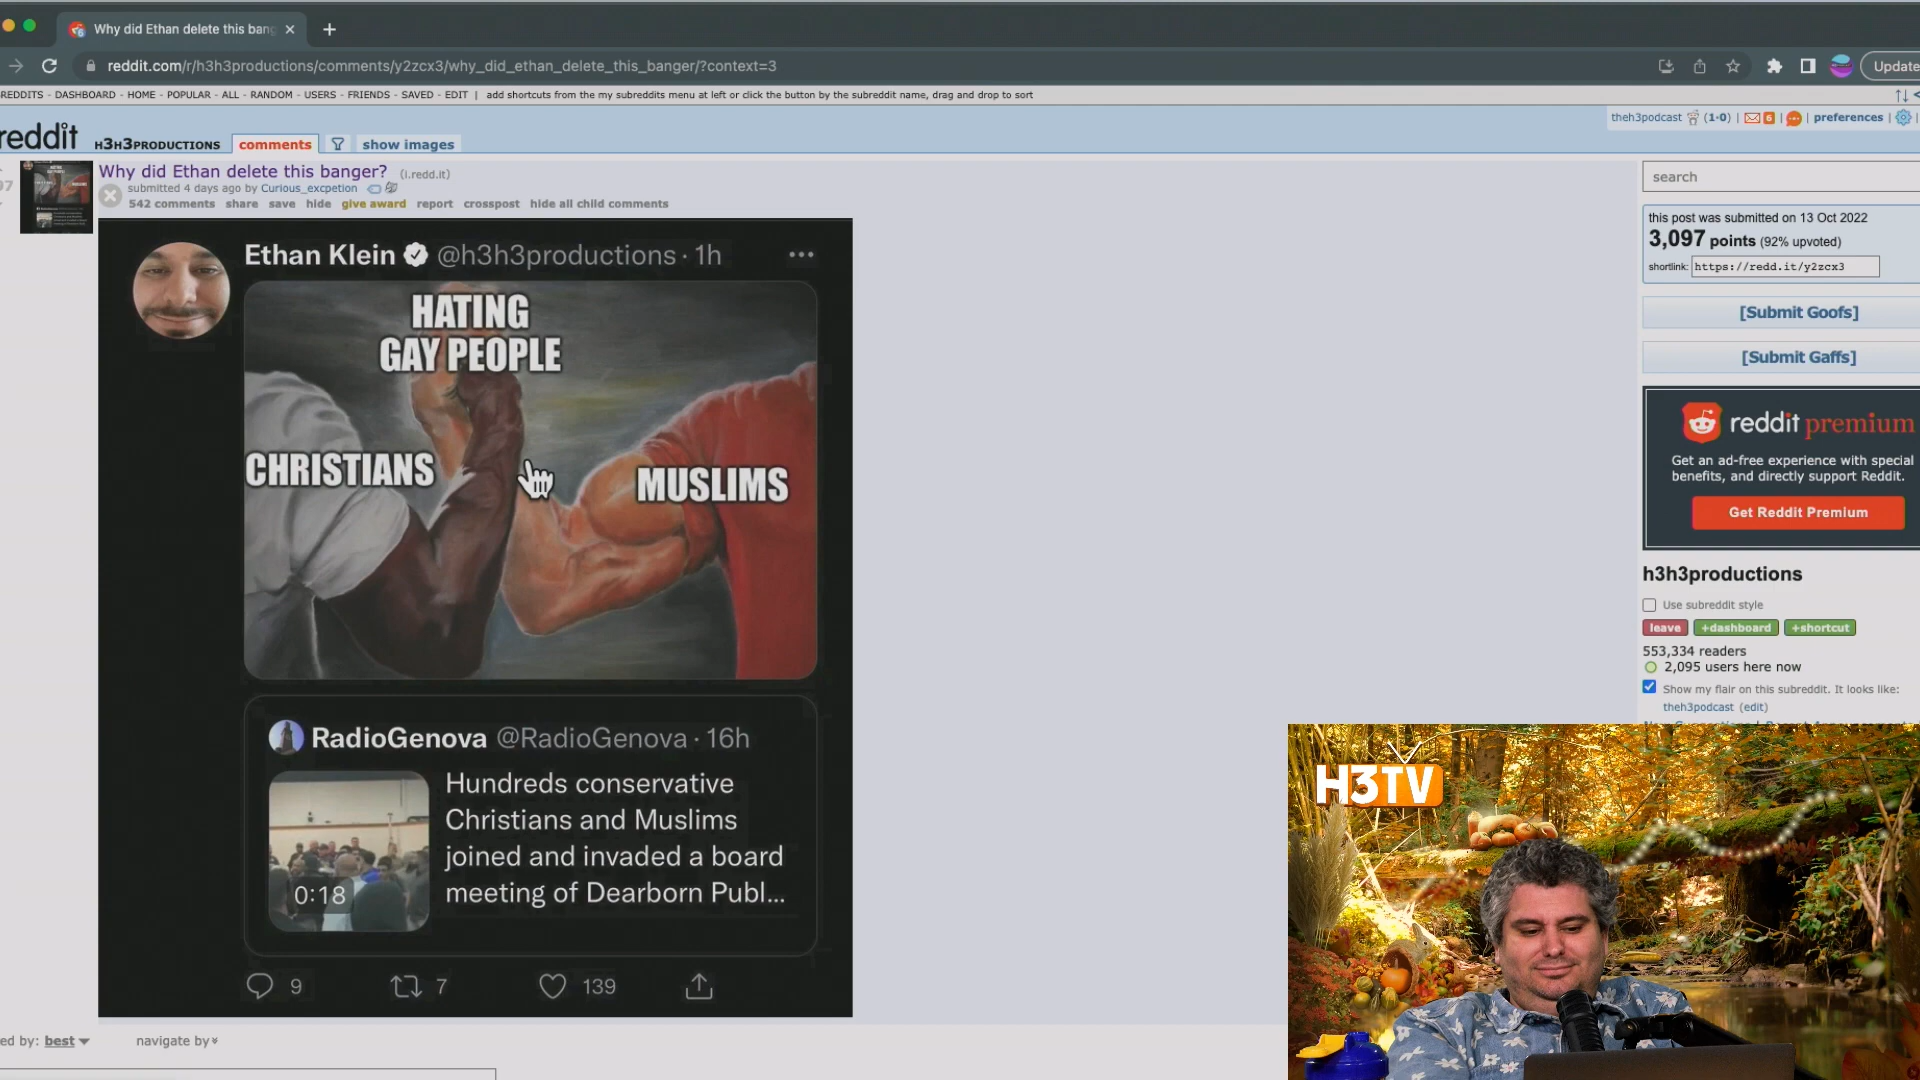 Why did Ethan delete this bang
reddit.com/r/h3h3productions/comments/y2zcx3/why_did_ethan_delete_this_banger/?context=3
Update
REDDITS - DASHBOARD - HOME - POPULAR - ALL - RANDOM - USERS - FRIENDS - SAVED - EDIT | add shortcuts from the my subreddits menu at left or click the button by the subreddit name, drag and drop to sort
theh3podcast (1·0) | 6 | | preferences |
reddit H3H3PRODUCTIONS comments show images
Why did Ethan delete this banger? (i.redd.it)
submitted 4 days ago by Curious_excpetion
542 comments share save hide give award report crosspost hide all child comments
search
this post was submitted on 13 Oct 2022
3,097 points (92% upvoted)
shortlink: https://redd.it/y2zcx3
[Submit Goofs]
[Submit Gaffs]
reddit premium
Get an ad-free experience with special
benefits, and directly support Reddit.
Get Reddit Premium
h3h3productions
Use subreddit style
leave +dashboard +shortcut
553,334 readers
2,095 users here now
Show my flair on this subreddit. It looks like:
theh3podcast (edit)
Ethan Klein @h3h3productions · 1h
HATING
GAY PEOPLE
CHRISTIANS
MUSLIMS
RadioGenova @RadioGenova · 16h
Hundreds conservative
Christians and Muslims
joined and invaded a board
meeting of Dearborn Publ...
0:18
9 7 139
ed by: best navigate by
H3TV